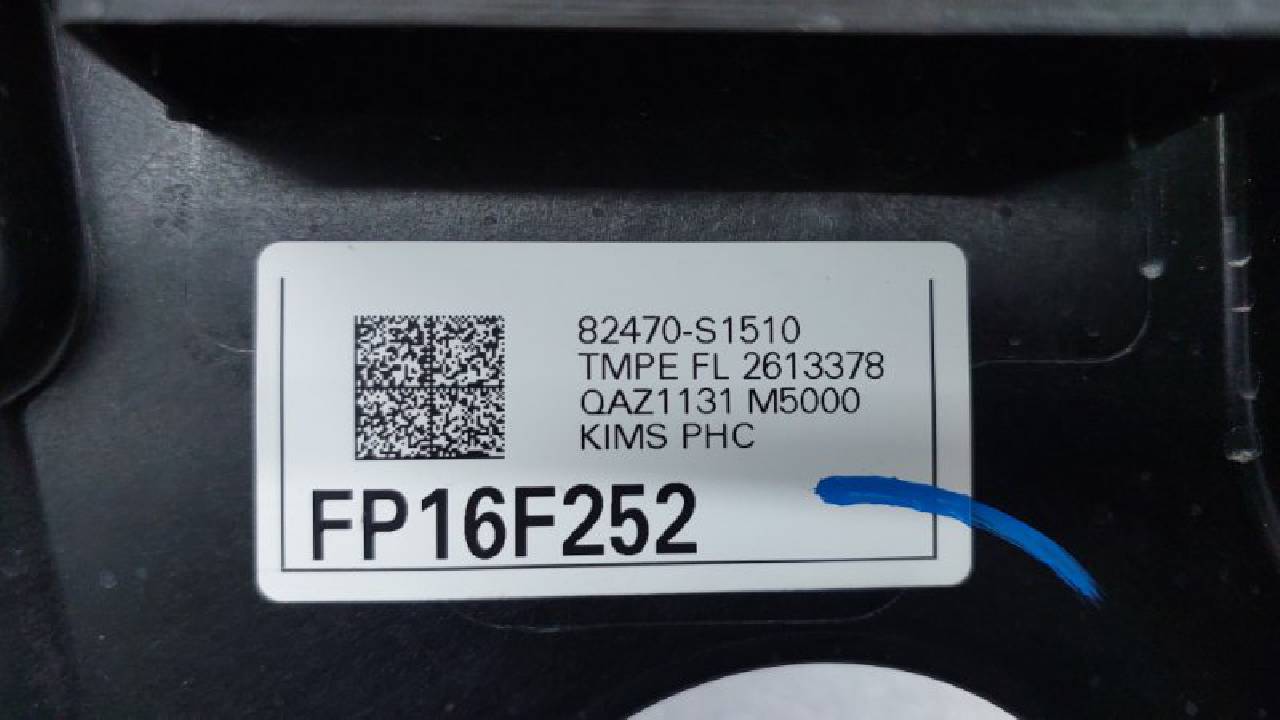 82470-S1510
TMPE FL 2613378
QAZ1131 M5000
KIMS PHC
FP16F252